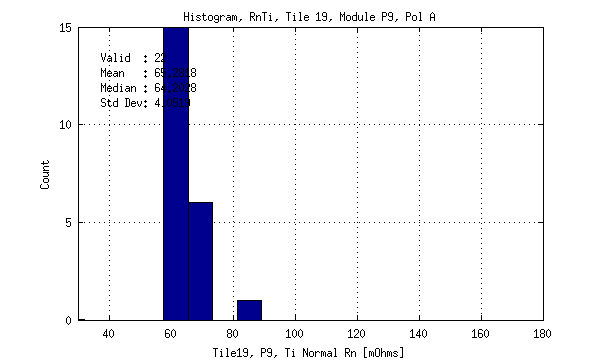 Histogram, RnTi, Tile 19, Module P9, Pol A
15
10
5
0
Count
Valid : 22
Mean :
Median :
Std Dev:
40 60 80 100 120 140 160 180
Tile19, P9, Ti Normal Rn [mOhms]